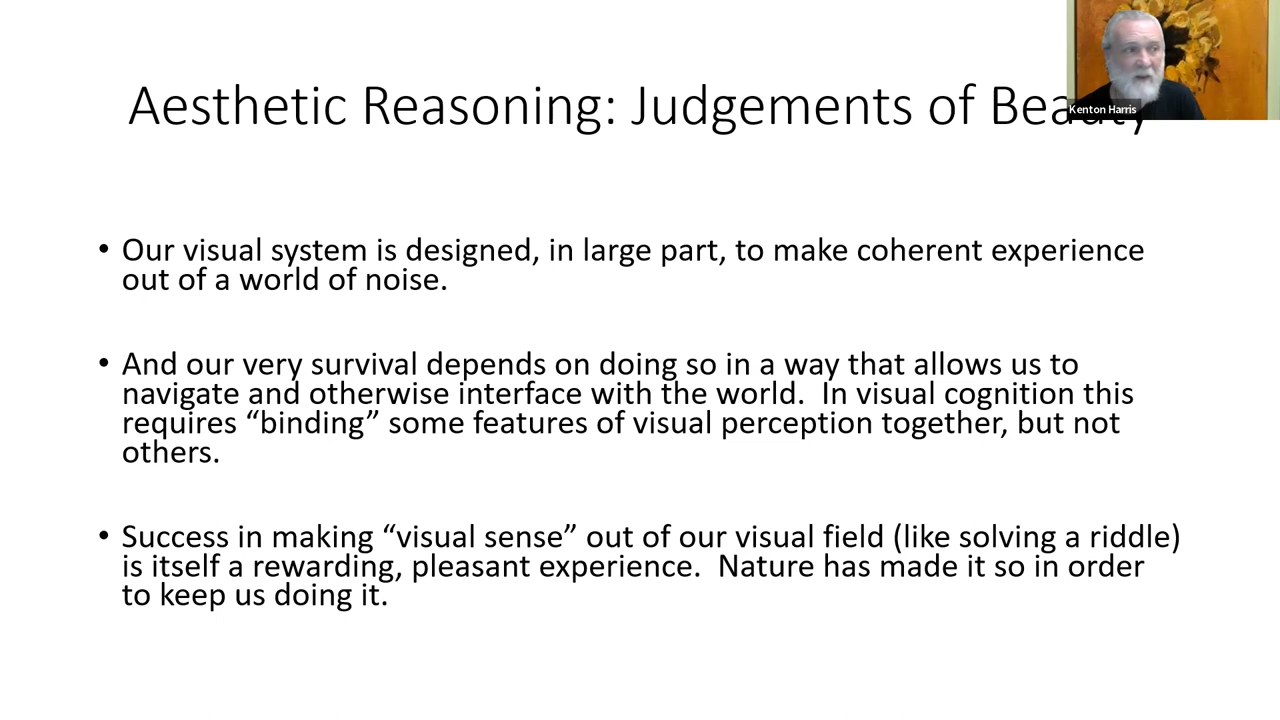 Aesthetic Reasoning: Judgements of Beauty
Kenton Harris
• Our visual system is designed, in large part, to make coherent experience
out of a world of noise.
• And our very survival depends on doing so in a way that allows us to
navigate and otherwise interface with the world.  In visual cognition this
requires “binding” some features of visual perception together, but not
others.
• Success in making “visual sense” out of our visual field (like solving a riddle)
is itself a rewarding, pleasant experience.  Nature has made it so in order
to keep us doing it.